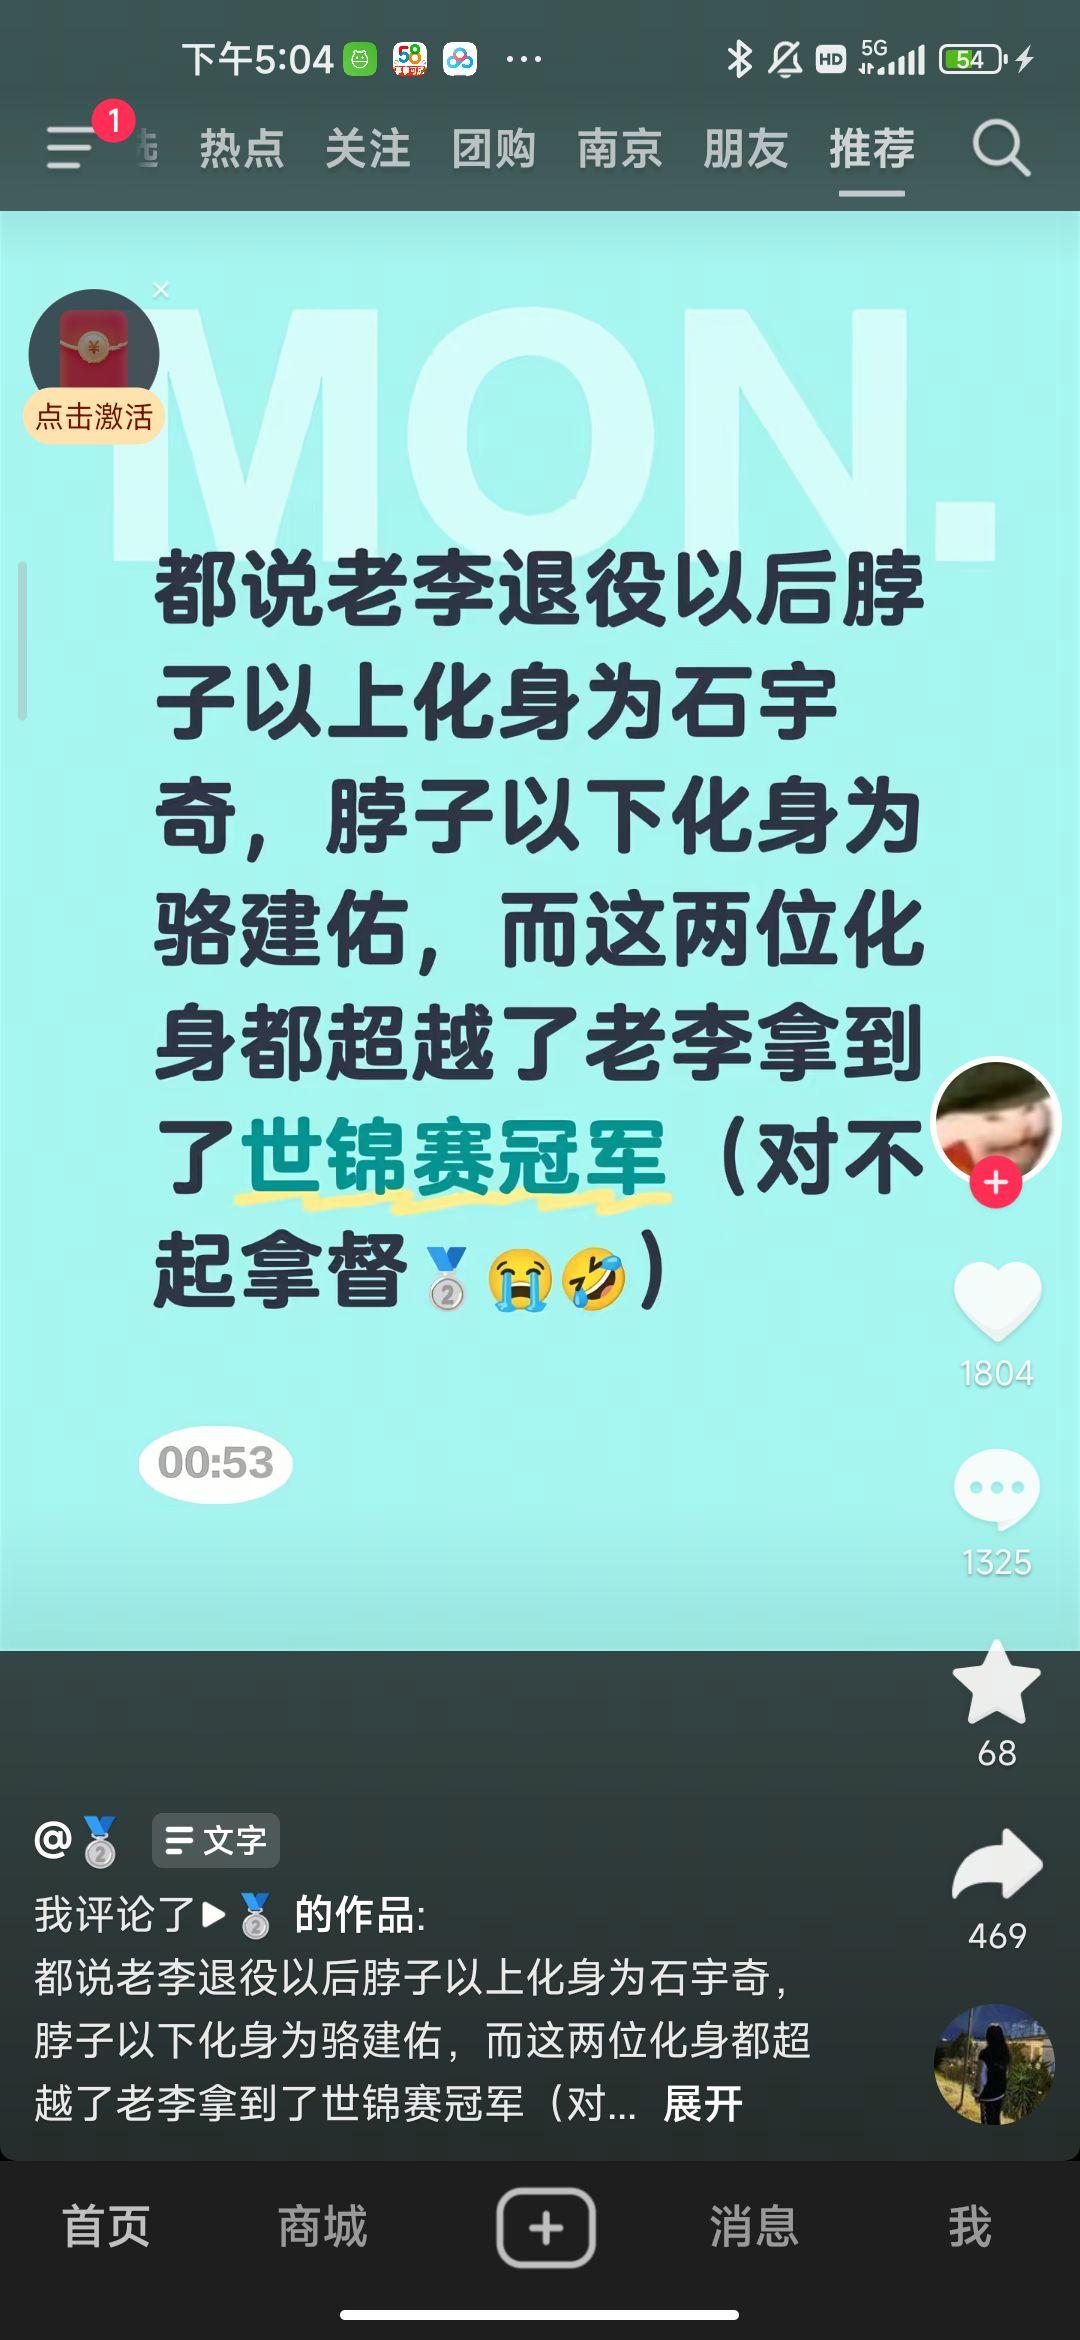 下午5:04
58
HD
5G
54
1
选 热点 关注 团购 南京 朋友 推荐
MON.
点击激活
都说老李退役以后脖
子以上化身为石宇
奇，脖子以下化身为
骆建佑，而这两位化
身都超越了老李拿到
了世锦赛冠军（对不
起拿督🥈😭🤣）
00:53
1804
1325
68
469
@🥈 文字
我评论了▶🥈 的作品:
都说老李退役以后脖子以上化身为石宇奇，
脖子以下化身为骆建佑，而这两位化身都超
越了老李拿到了世锦赛冠军（对... 展开
首页 商城 消息 我